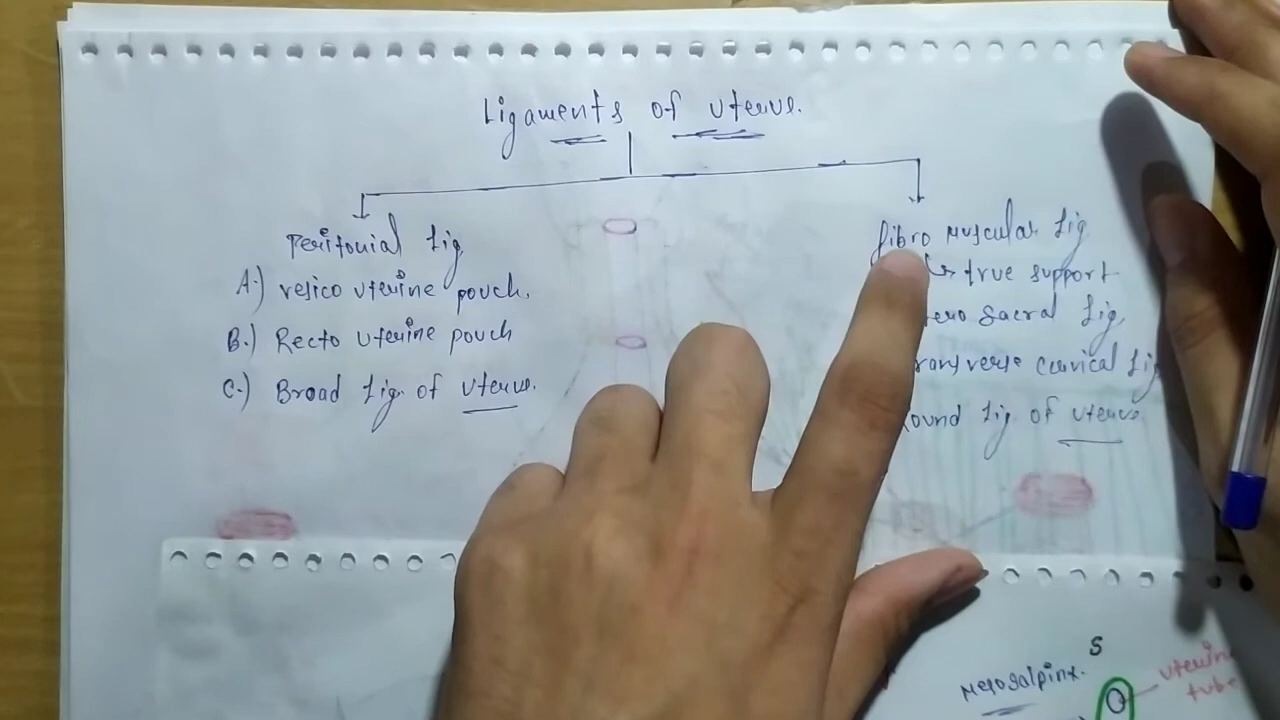 Ligaments of uterus.
Peritonial Lig
A.) vesico uterine pouch.
B.) Recto uterine pouch
C.) Broad Lig. of uterus.
fibro muscular Lig
↳ true support
sacral Lig.
cervical Lig
Lig of uterus
S
Mesosalpinx.
tube